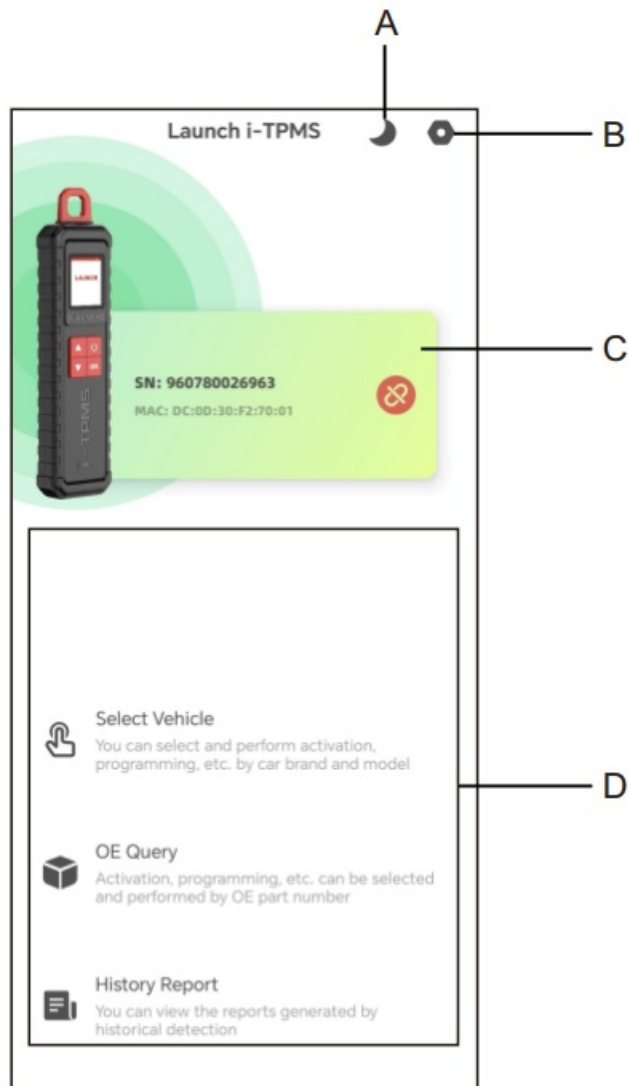 A
Launch i-TPMS
B
C
LAUNCH
SN: 960780026963
MAC: DC:0D:30:F2:70:01
OK
i-TPMS
Select Vehicle
You can select and perform activation,
programming, etc. by car brand and model
D
OE Query
Activation, programming, etc. can be selected
and performed by OE part number
History Report
You can view the reports generated by
historical detection